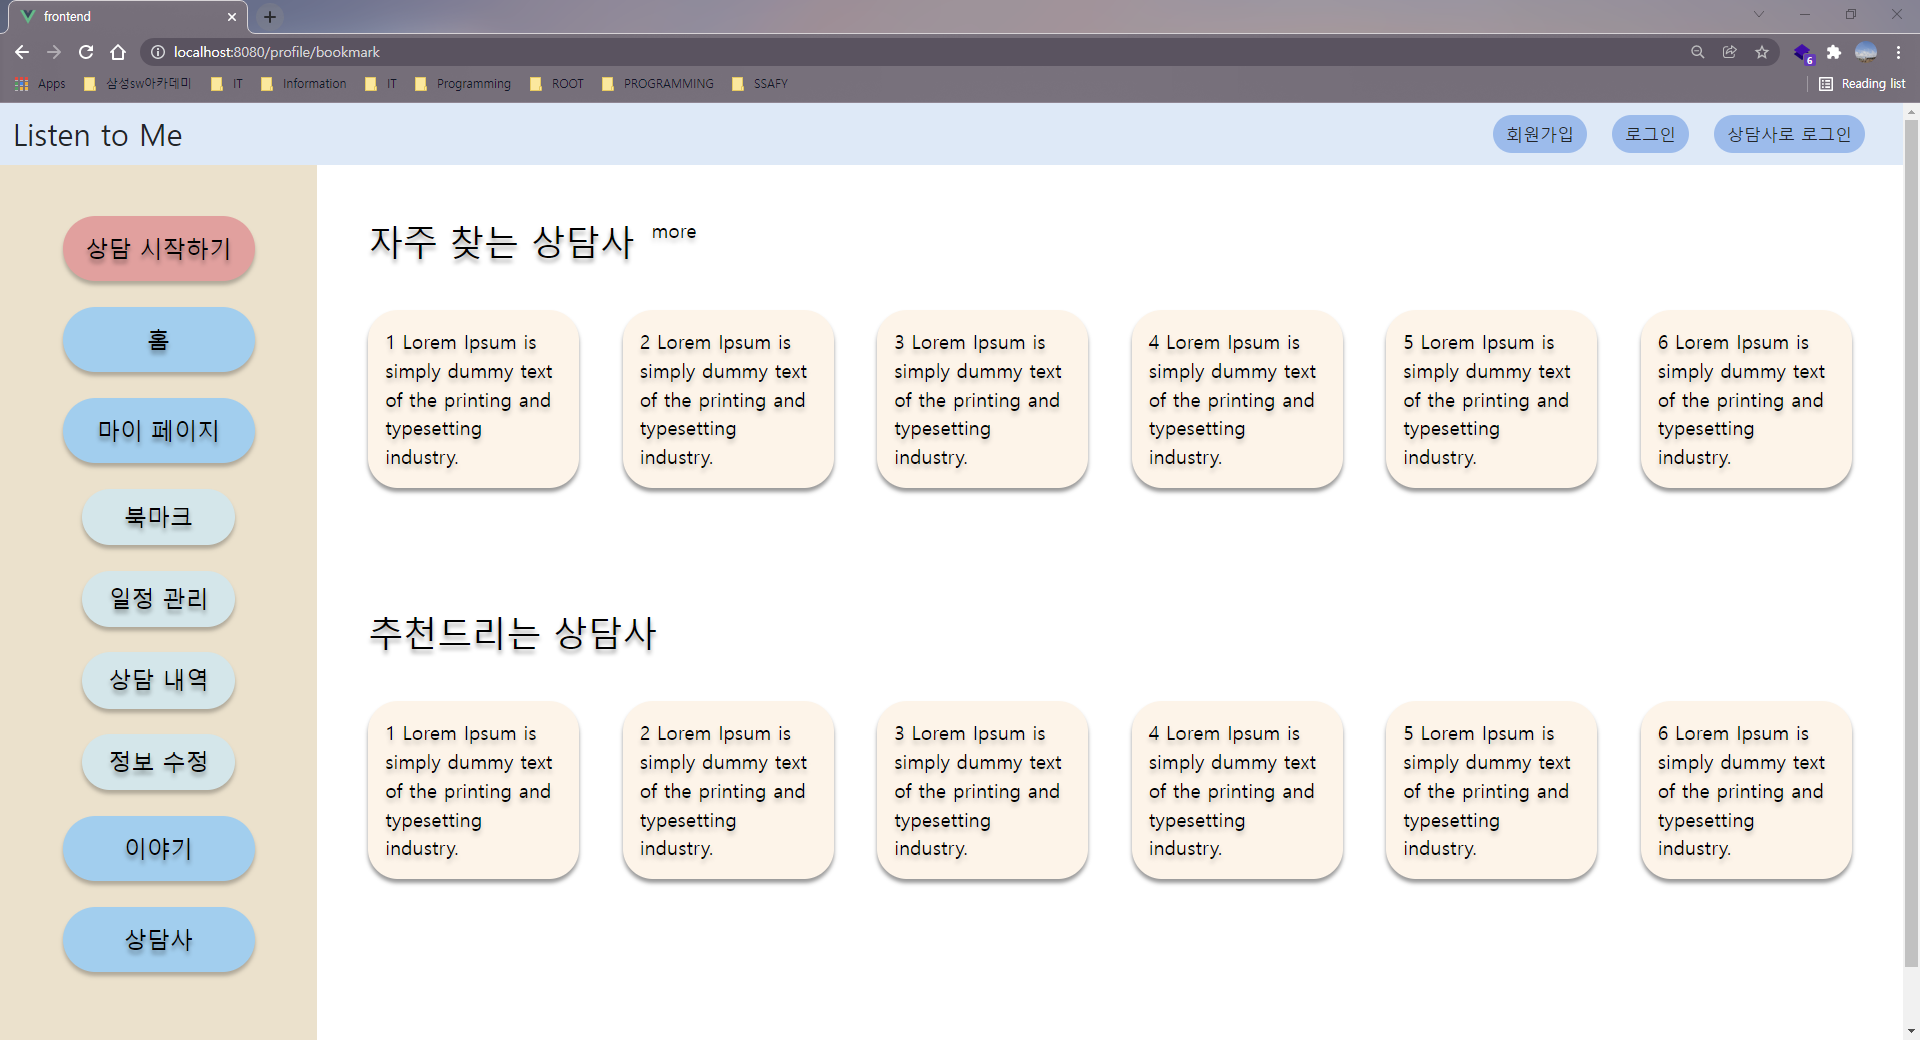 frontend
localhost:8080/profile/bookmark
Apps 삼성sw아카데미 IT Information IT Programming ROOT PROGRAMMING SSAFY Reading list
6
Listen to Me 회원가입 로그인 상담사로 로그인
상담 시작하기
홈
마이 페이지
북마크
일정 관리
상담 내역
정보 수정
이야기
상담사
자주 찾는 상담사 more
1 Lorem Ipsum is
simply dummy text
of the printing and
typesetting
industry.
2 Lorem Ipsum is
simply dummy text
of the printing and
typesetting
industry.
3 Lorem Ipsum is
simply dummy text
of the printing and
typesetting
industry.
4 Lorem Ipsum is
simply dummy text
of the printing and
typesetting
industry.
5 Lorem Ipsum is
simply dummy text
of the printing and
typesetting
industry.
6 Lorem Ipsum is
simply dummy text
of the printing and
typesetting
industry.
추천드리는 상담사
1 Lorem Ipsum is
simply dummy text
of the printing and
typesetting
industry.
2 Lorem Ipsum is
simply dummy text
of the printing and
typesetting
industry.
3 Lorem Ipsum is
simply dummy text
of the printing and
typesetting
industry.
4 Lorem Ipsum is
simply dummy text
of the printing and
typesetting
industry.
5 Lorem Ipsum is
simply dummy text
of the printing and
typesetting
industry.
6 Lorem Ipsum is
simply dummy text
of the printing and
typesetting
industry.